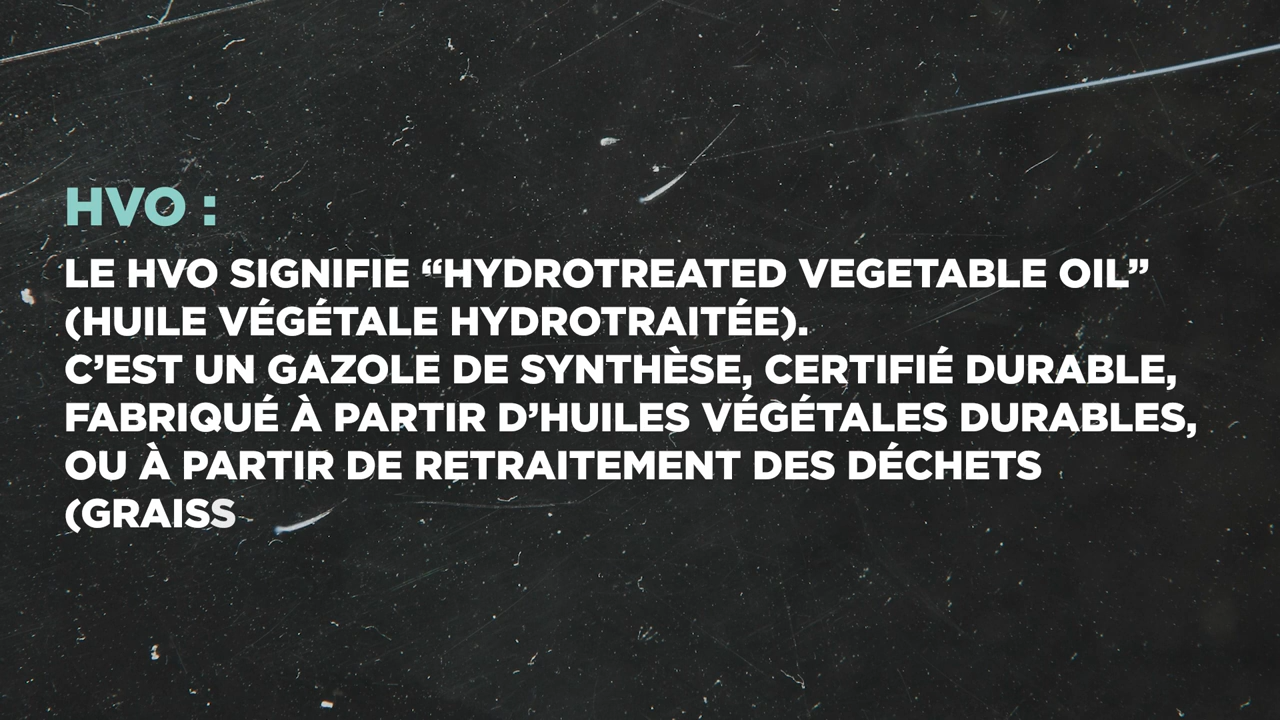 HVO :
LE HVO SIGNIFIE “HYDROTREATED VEGETABLE OIL”
(HUILE VÉGÉTALE HYDROTRAITÉE).
C’EST UN GAZOLE DE SYNTHÈSE, CERTIFIÉ DURABLE,
FABRIQUÉ À PARTIR D’HUILES VÉGÉTALES DURABLES,
OU À PARTIR DE RETRAITEMENT DES DÉCHETS
(GRAISS